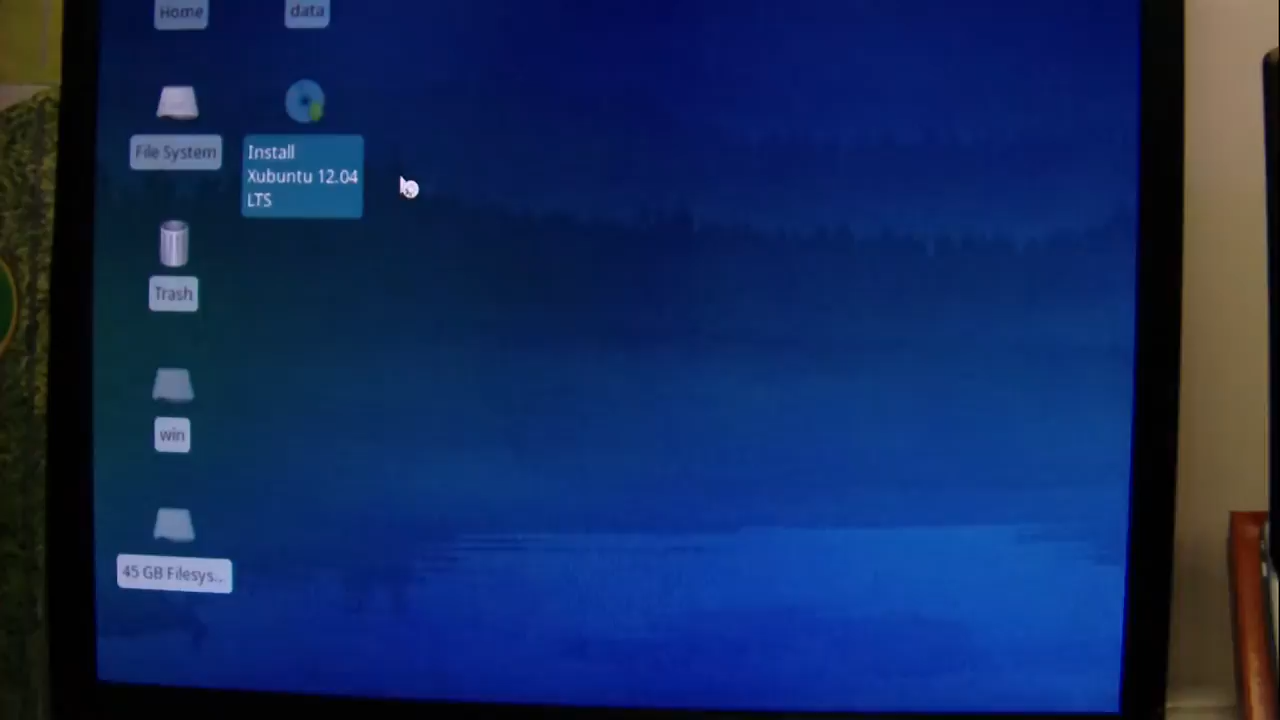 Home
data
File System
Install
Xubuntu 12.04
LTS
Trash
win
45 GB Filesys...